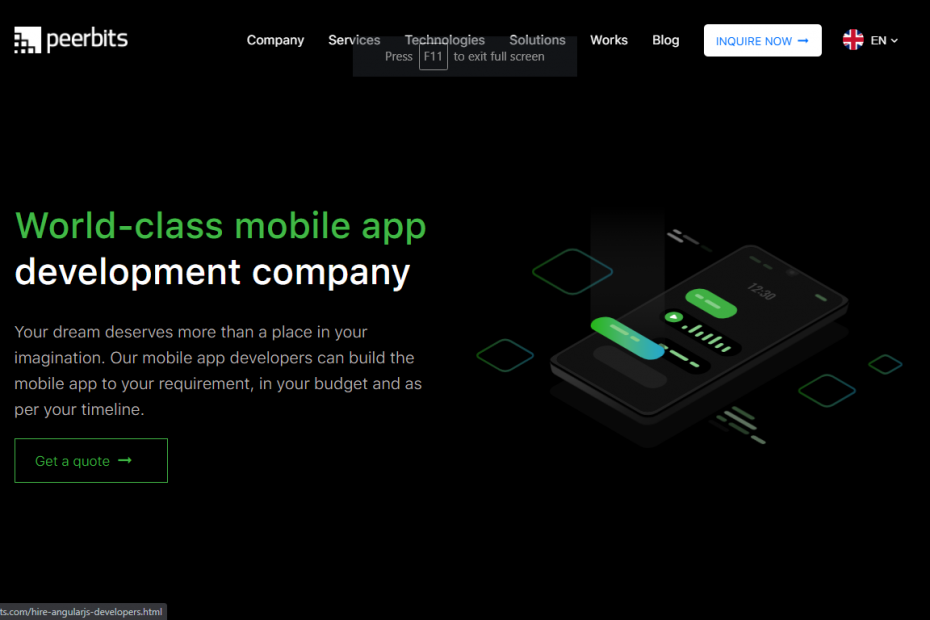 peerbits
Company Services Technologies Solutions Works Blog INQUIRE NOW → EN
Press F11 to exit full screen
World-class mobile app
development company
12:30
Your dream deserves more than a place in your
imagination. Our mobile app developers can build the
mobile app to your requirement, in your budget and as
per your timeline.
Get a quote →
ts.com/hire-angularjs-developers.html